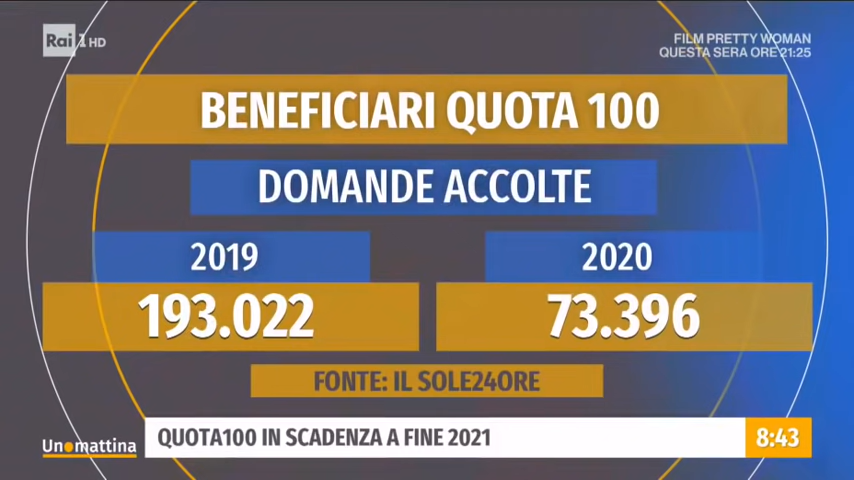 Rai 1 HD
FILM PRETTY WOMAN
QUESTA SERA ORE 21:25
BENEFICIARI QUOTA 100
DOMANDE ACCOLTE
2019 2020
193.022 73.396
FONTE: IL SOLE24ORE
Unomattina QUOTA100 IN SCADENZA A FINE 2021 8:43